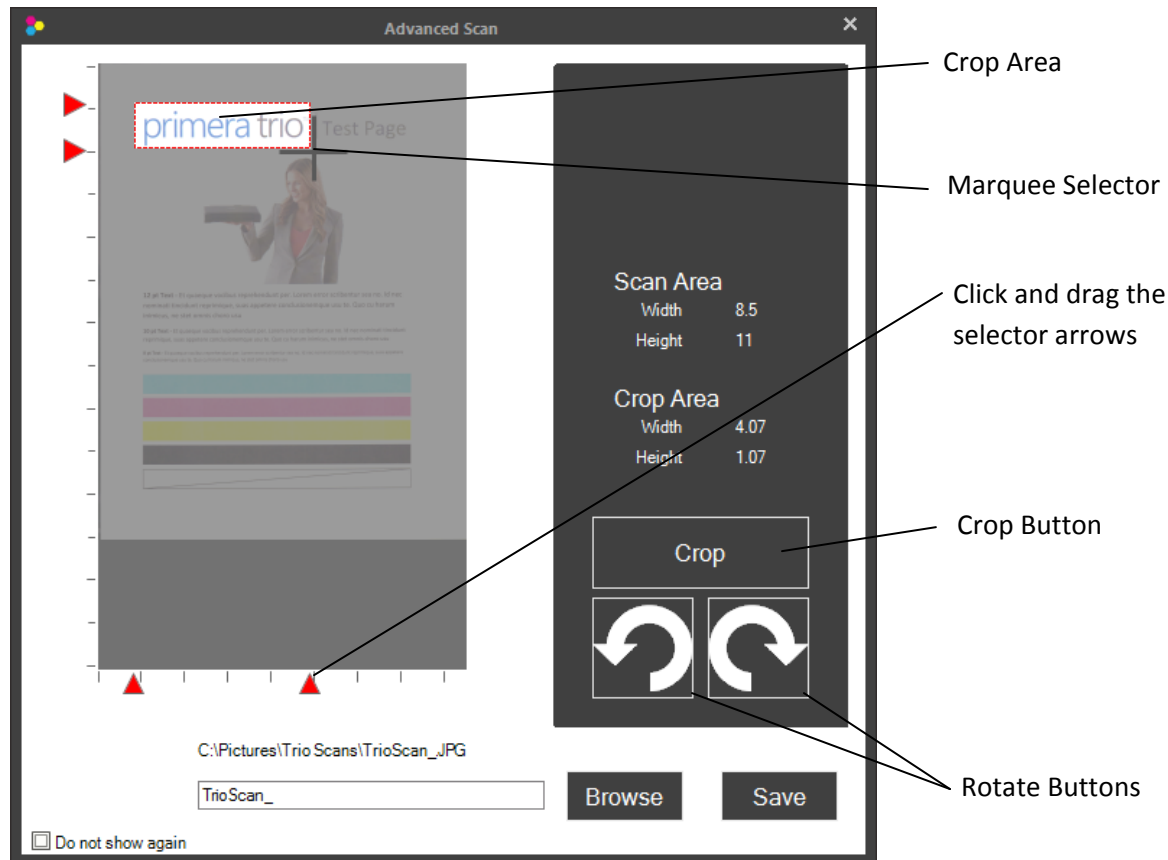 Advanced Scan
Crop Area
primera trio Test Page
Marquee Selector
Scan Area
Width 8.5
Height 11
Click and drag the
selector arrows
Crop Area
Width 4.07
Height 1.07
Crop
Crop Button
C:\Pictures\Trio Scans\TrioScan_.JPG
TrioScan_
Browse
Save
Rotate Buttons
Do not show again